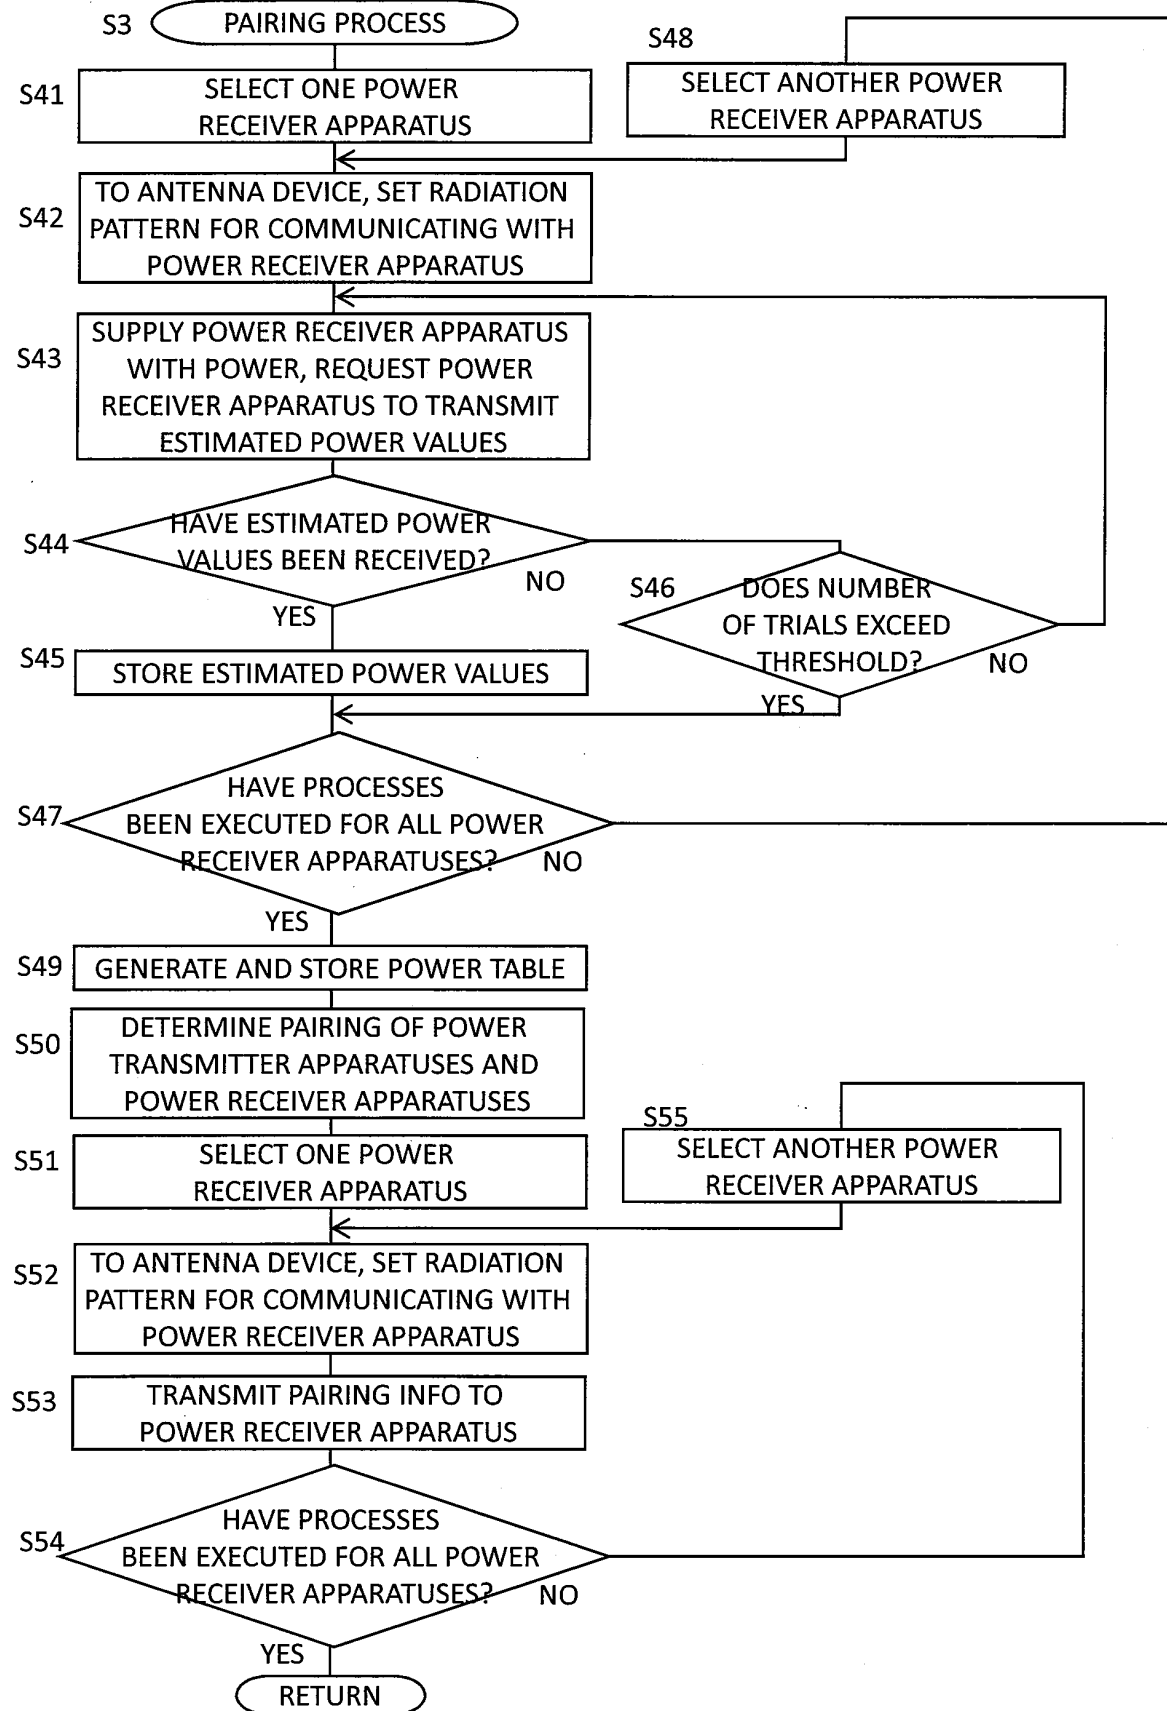 S3
PAIRING PROCESS
S41
SELECT ONE POWER
RECEIVER APPARATUS
S48
SELECT ANOTHER POWER
RECEIVER APPARATUS
S42
TO ANTENNA DEVICE, SET RADIATION
PATTERN FOR COMMUNICATING WITH
POWER RECEIVER APPARATUS
S43
SUPPLY POWER RECEIVER APPARATUS
WITH POWER, REQUEST POWER
RECEIVER APPARATUS TO TRANSMIT
ESTIMATED POWER VALUES
S44
HAVE ESTIMATED POWER
VALUES BEEN RECEIVED?
NO
YES
S46
DOES NUMBER
OF TRIALS EXCEED
THRESHOLD?
NO
YES
S45
STORE ESTIMATED POWER VALUES
S47
HAVE PROCESSES
BEEN EXECUTED FOR ALL POWER
RECEIVER APPARATUSES?
NO
YES
S49
GENERATE AND STORE POWER TABLE
S50
DETERMINE PAIRING OF POWER
TRANSMITTER APPARATUSES AND
POWER RECEIVER APPARATUSES
S51
SELECT ONE POWER
RECEIVER APPARATUS
S55
SELECT ANOTHER POWER
RECEIVER APPARATUS
S52
TO ANTENNA DEVICE, SET RADIATION
PATTERN FOR COMMUNICATING WITH
POWER RECEIVER APPARATUS
S53
TRANSMIT PAIRING INFO TO
POWER RECEIVER APPARATUS
S54
HAVE PROCESSES
BEEN EXECUTED FOR ALL POWER
RECEIVER APPARATUSES?
NO
YES
RETURN